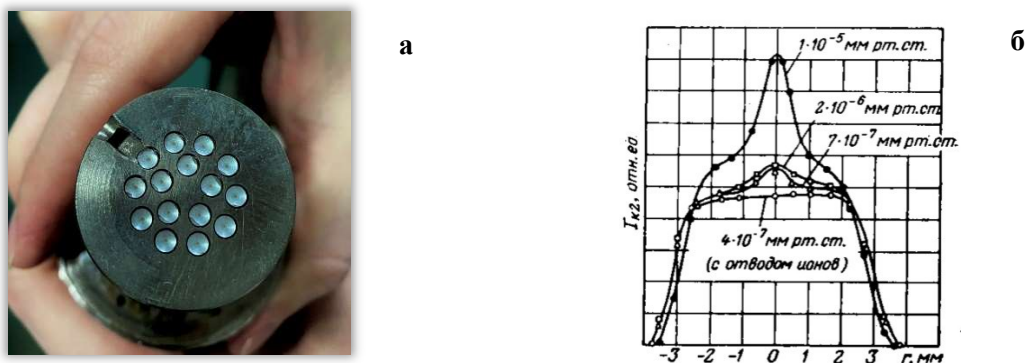 а
б
1·10⁻⁵ мм рт.ст.
2·10⁻⁶ мм рт.ст.
7·10⁻⁷ мм рт.ст.
4·10⁻⁷ мм рт.ст.
(с отводом ионов)
Iк2, отн.ед.
-3 -2 -1 0 1 2 3 r, мм